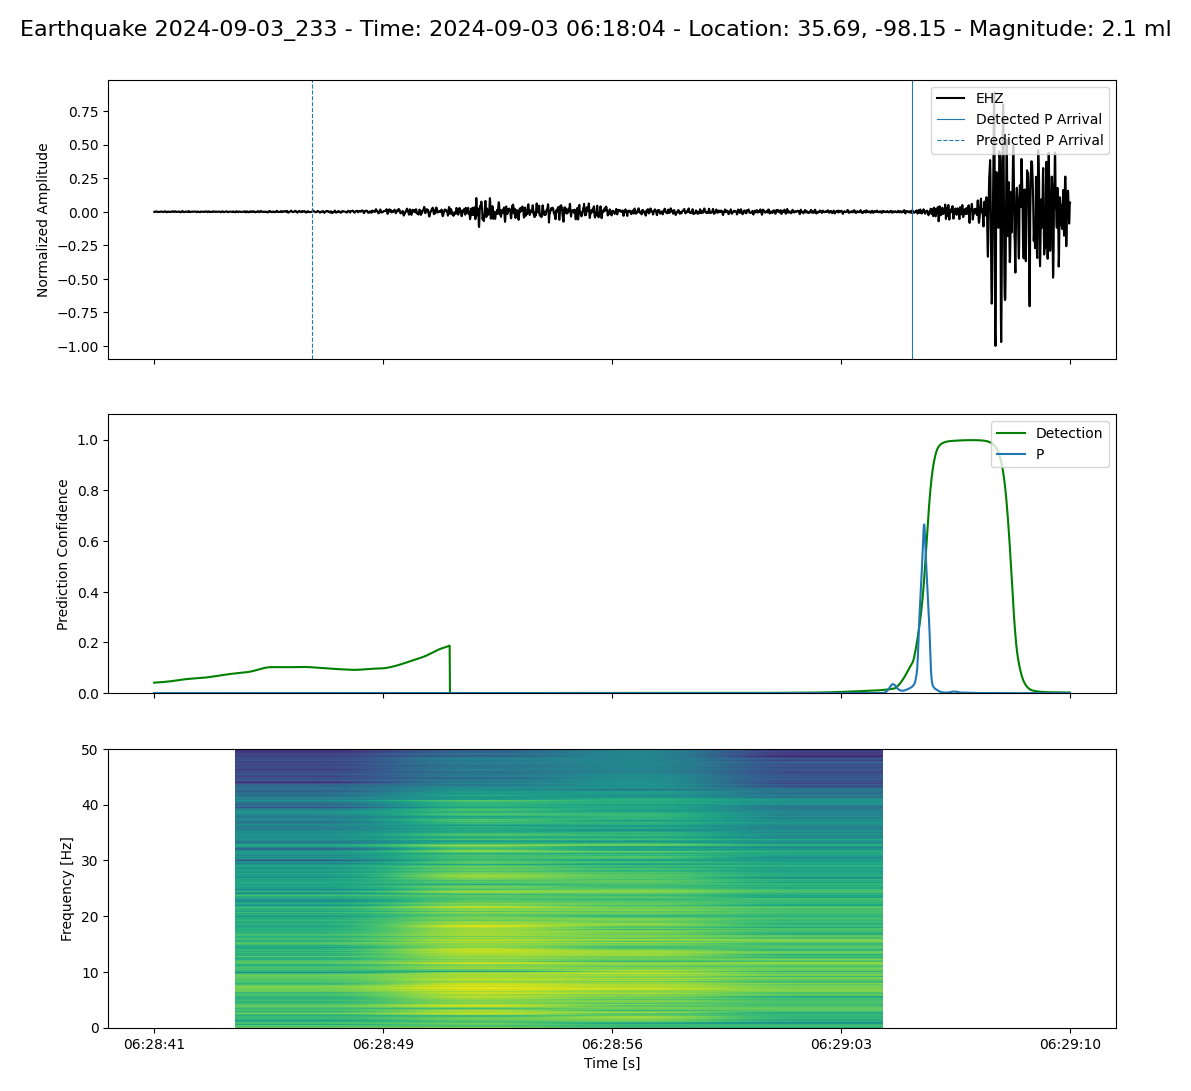 Earthquake 2024-09-03_233 - Time: 2024-09-03 06:18:04 - Location: 35.69, -98.15 - Magnitude: 2.1 ml
EHZ
Detected P Arrival
Predicted P Arrival
Normalized Amplitude
0.75
0.50
0.25
0.00
−0.25
−0.50
−0.75
−1.00
Detection
P
Prediction Confidence
1.0
0.8
0.6
0.4
0.2
0.0
Frequency [Hz]
50
40
30
20
10
0
06:28:41 06:28:49 06:28:56 06:29:03 06:29:10
Time [s]